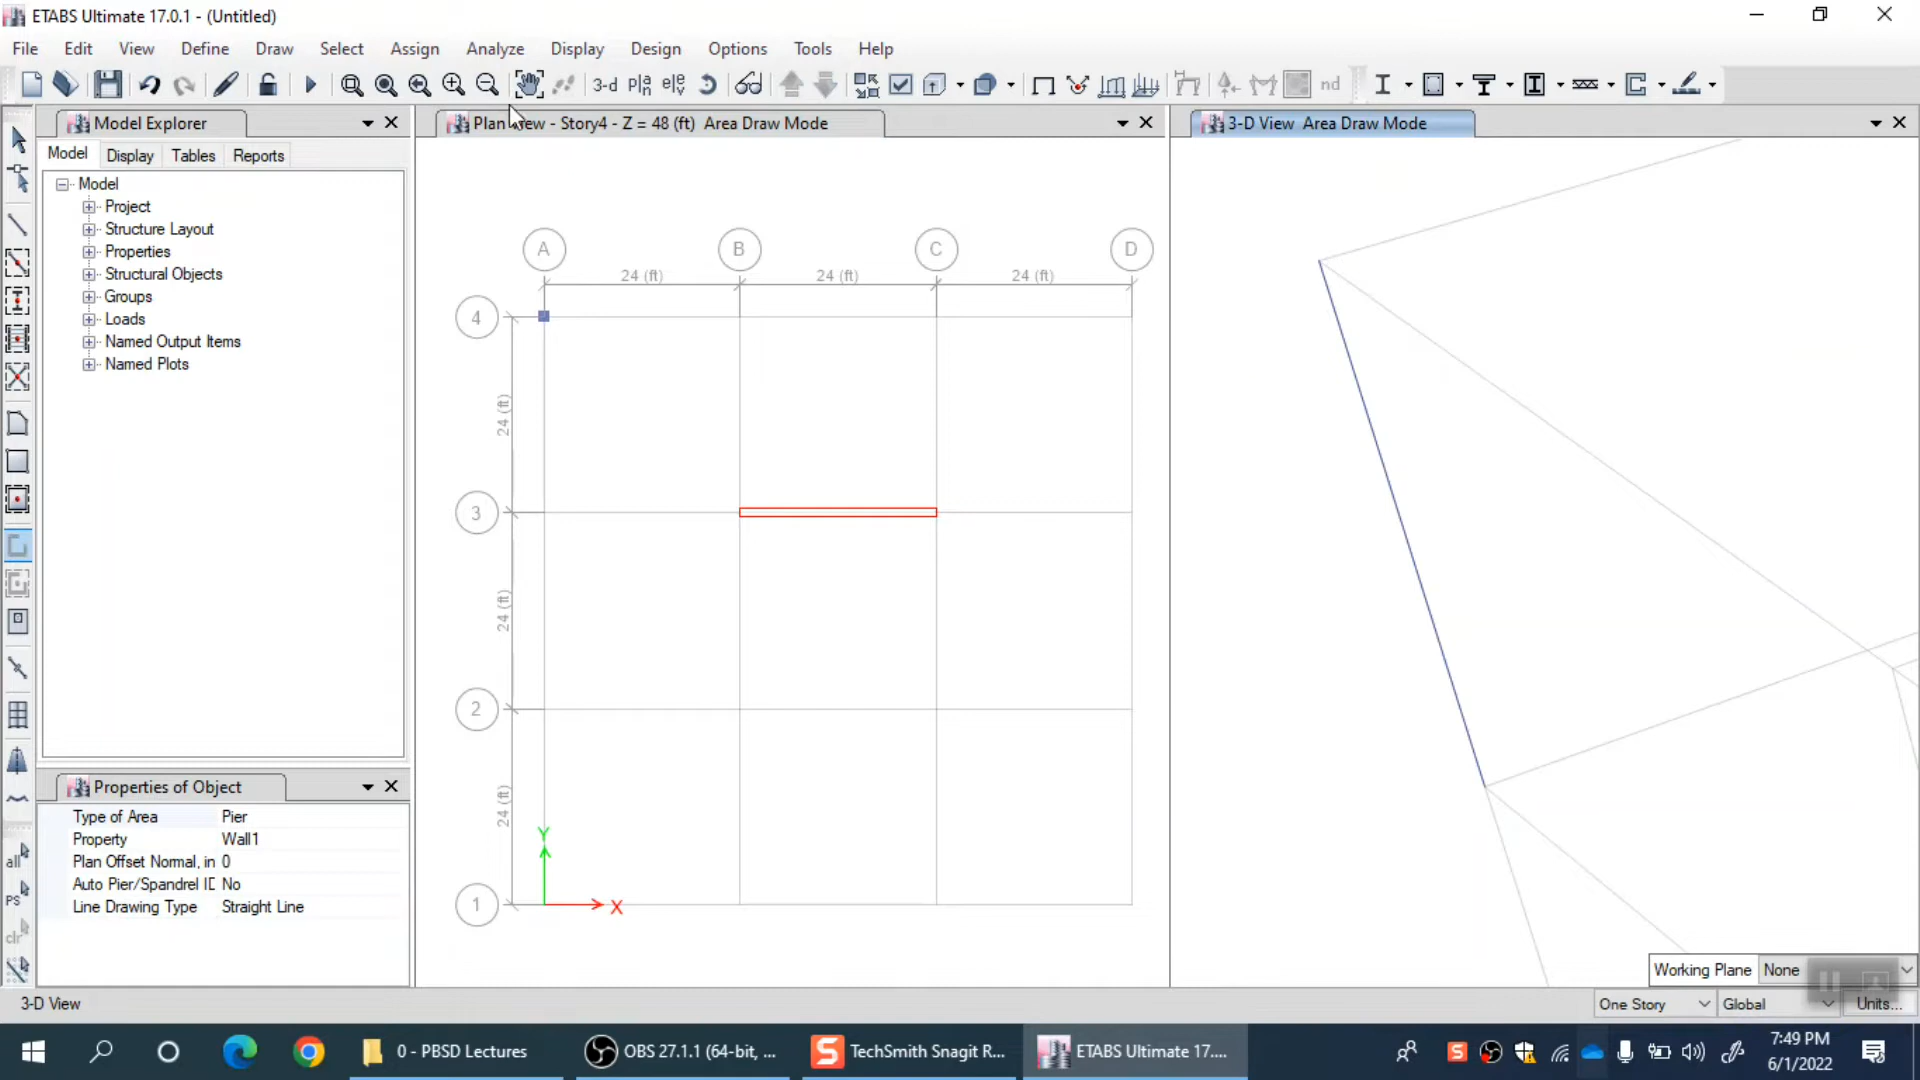 ETABS Ultimate 17.0.1 - (Untitled)
File Edit View Define Draw Select Assign Analyze Display Design Options Tools Help
3-d plan elev nd
Model Explorer
Model Display Tables Reports
Model
Project
Structure Layout
Properties
Structural Objects
Groups
Loads
Named Output Items
Named Plots
all
PS
clr
Properties of Object
Type of Area Pier
Property Wall1
Plan Offset Normal, in 0
Auto Pier/Spandrel ID No
Line Drawing Type Straight Line
Plan View - Story4 - Z = 48 (ft) Area Draw Mode
A B C D
24 (ft) 24 (ft) 24 (ft)
4
24 (ft)
3
24 (ft)
2
24 (ft)
Y
1
X
3-D View Area Draw Mode
Working Plane None
3-D View
One Story Global Units...
0 - PBSD Lectures
OBS 27.1.1 (64-bit, ...
TechSmith Snagit R...
ETABS Ultimate 17....
7:49 PM
6/1/2022